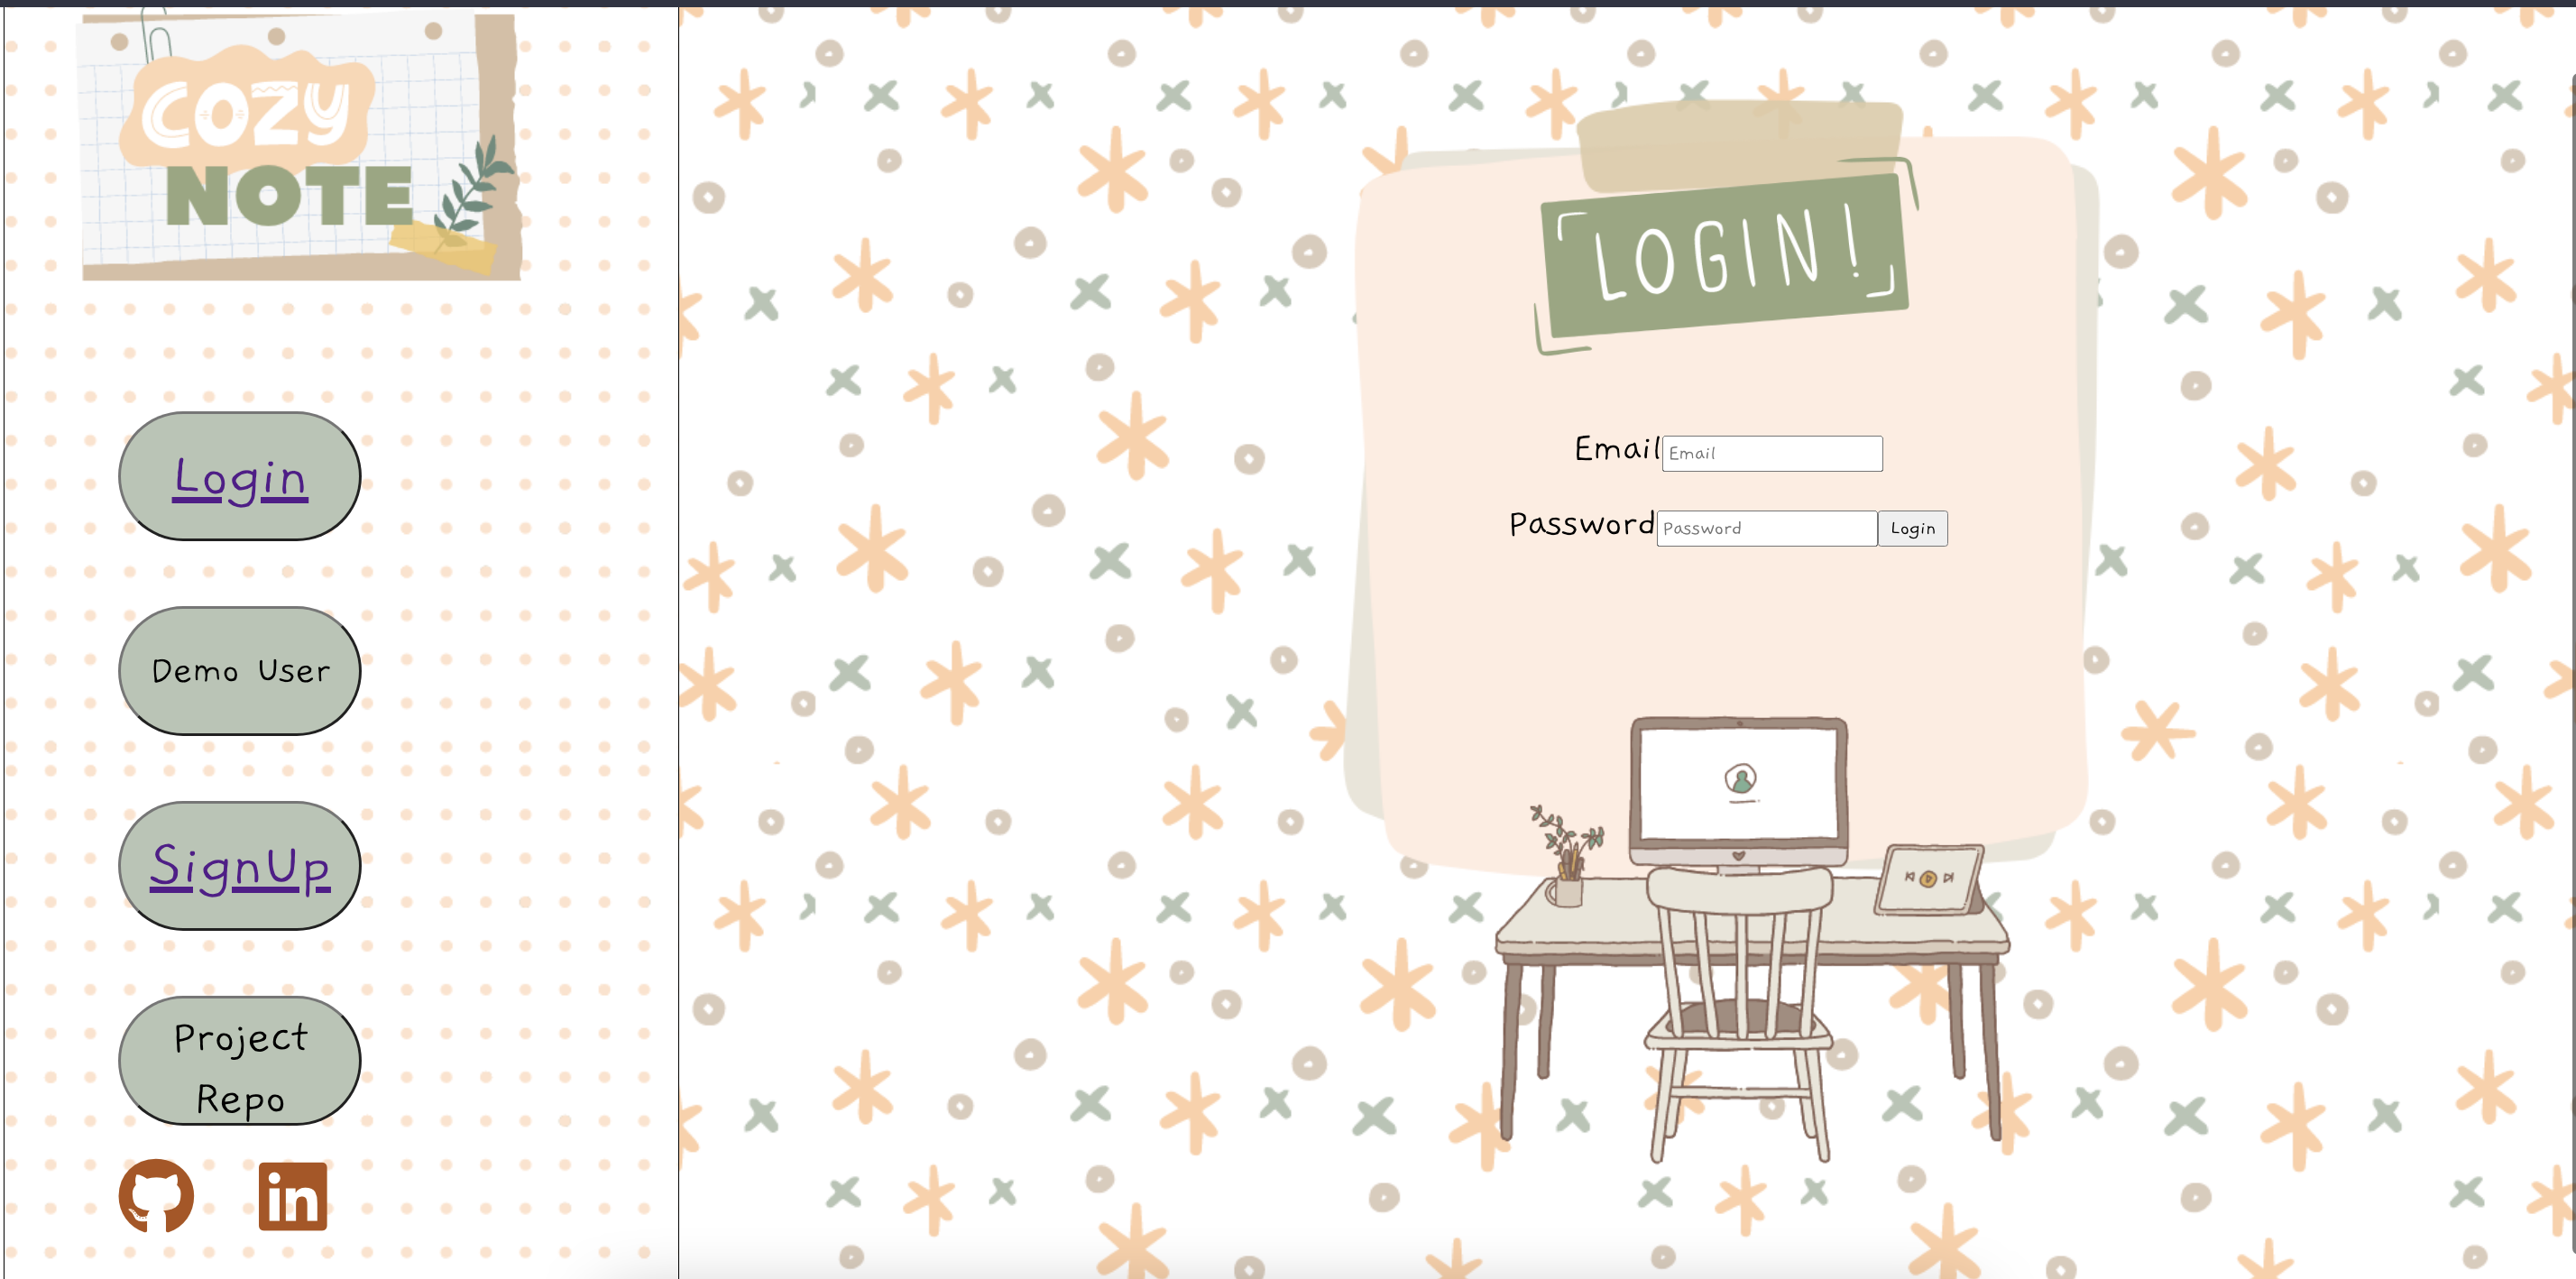 COZY
NOTE
Login
Demo User
SignUp
Project
Repo
in
LOGIN!
Email Email
Password Password Login